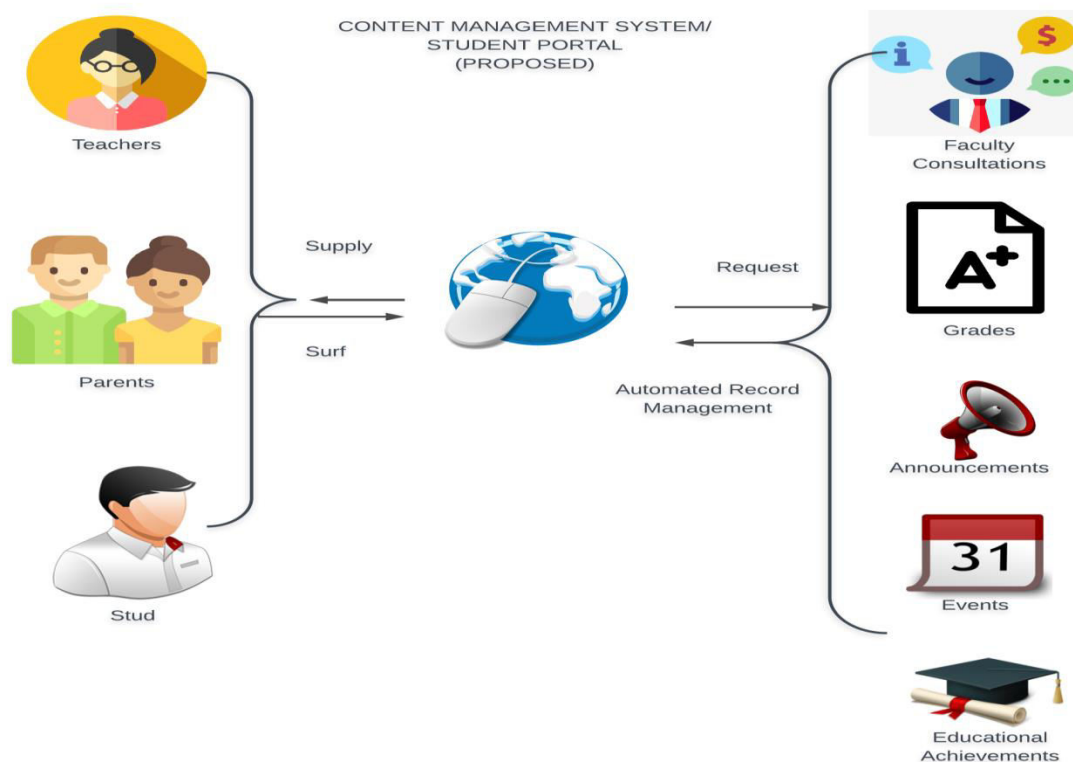 CONTENT MANAGEMENT SYSTEM/
STUDENT PORTAL
(PROPOSED)
Teachers
Parents
Stud
Supply
Surf
Request
Automated Record
Management
i
$
Faculty
Consultations
A+
Grades
Announcements
31
Events
Educational
Achievements